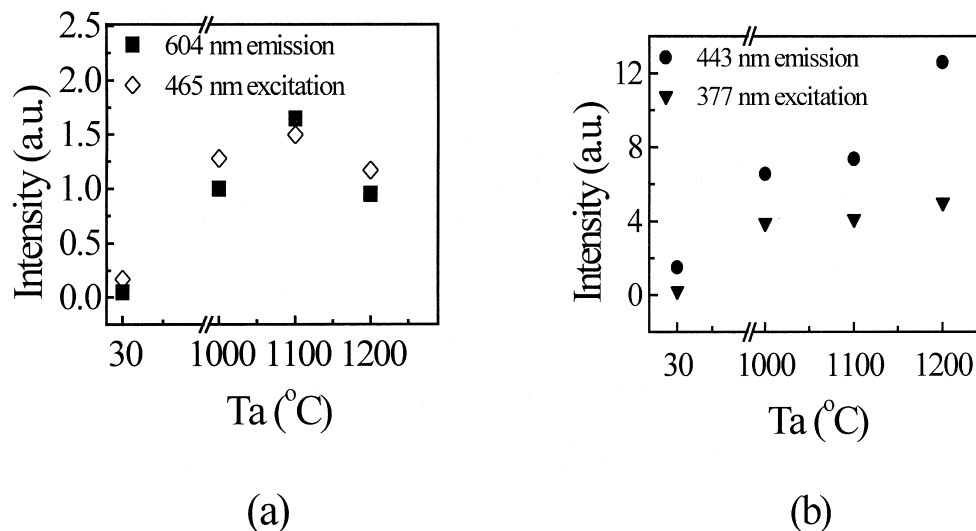 2.5
2.0
1.5
1.0
0.5
0.0
Intensity (a.u.)
604 nm emission
465 nm excitation
30 1000 1100 1200
Ta (°C)
(a)
12
8
4
0
Intensity (a.u.)
443 nm emission
377 nm excitation
30 1000 1100 1200
Ta (°C)
(b)